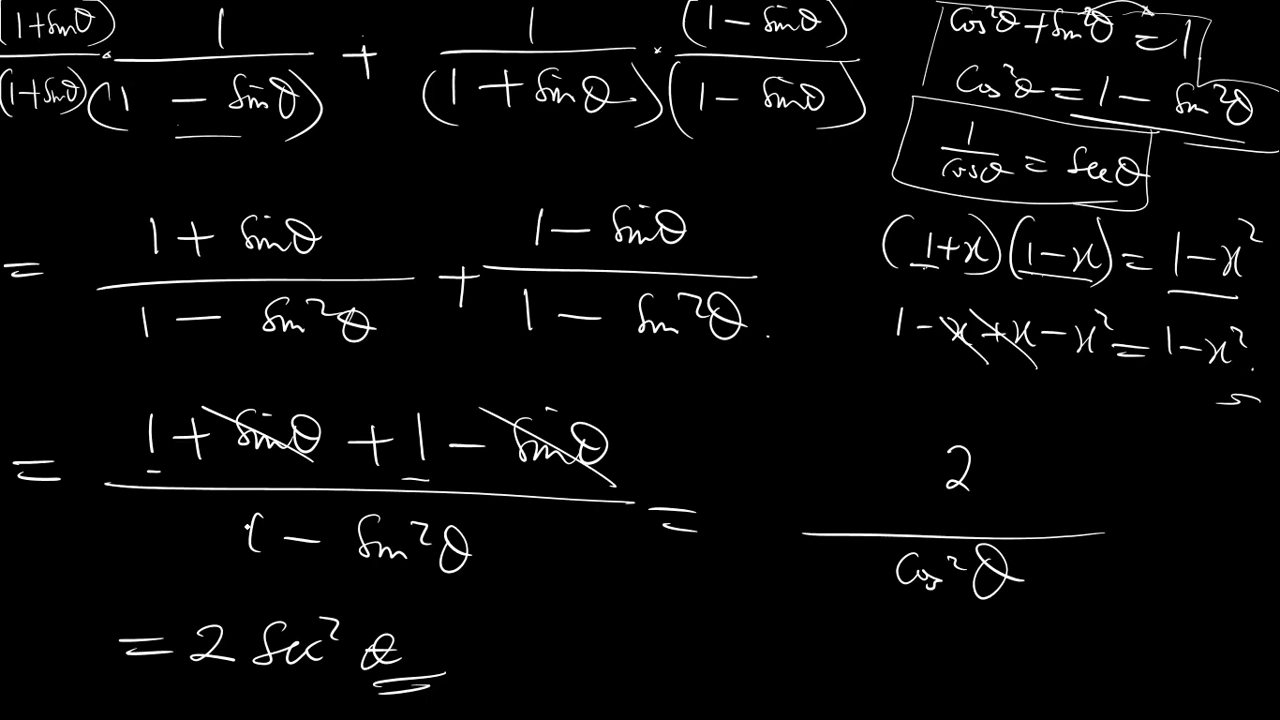 (1+sinθ)/(1+sinθ) · 1/(1 − sinθ) + 1/(1 + sinθ) · (1 − sinθ)/(1 − sinθ)
= (1 + sinθ)/(1 − sin²θ) + (1 − sinθ)/(1 − sin²θ).
= (1 + sinθ + 1 − sinθ)/(1 − sin²θ) = 2/cos²θ
= 2 sec²θ
cos²θ + sin²θ = 1
cos²θ = 1 − sin²θ
1/cosθ = secθ
(1+x)(1−x) = 1−x²
1 − x + x − x² = 1−x².